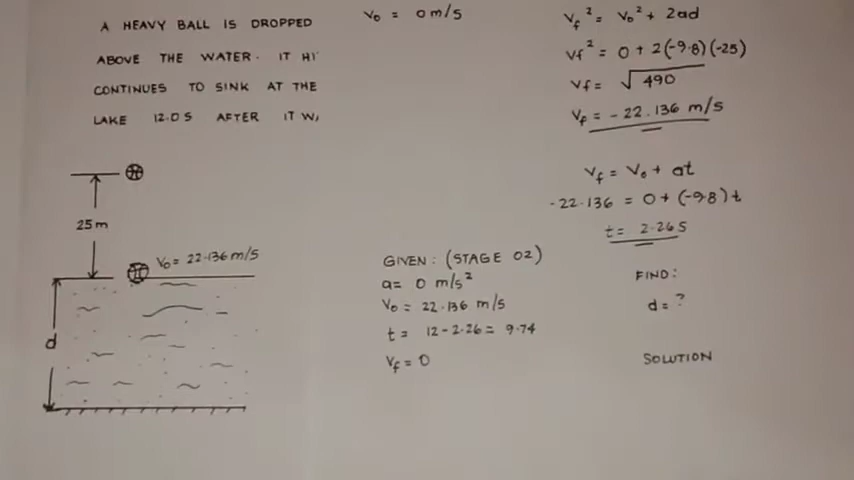 A HEAVY BALL IS DROPPED
ABOVE THE WATER. IT HI
CONTINUES TO SINK AT THE
LAKE 12.0 S AFTER IT W
V₀ = 0 m/s
Vf² = V₀² + 2ad
Vf² = 0 + 2(-9.8)(-25)
Vf = √490
Vf = -22.136 m/s
Vf = V₀ + at
-22.136 = 0 + (-9.8)t
t = 2.26 S
25 m
V₀ = 22.136 m/s
d
GIVEN: (STAGE 02)
a = 0 m/s²
V₀ = 22.136 m/s
t = 12 - 2.26 = 9.74
Vf = 0
FIND:
d = ?
SOLUTION